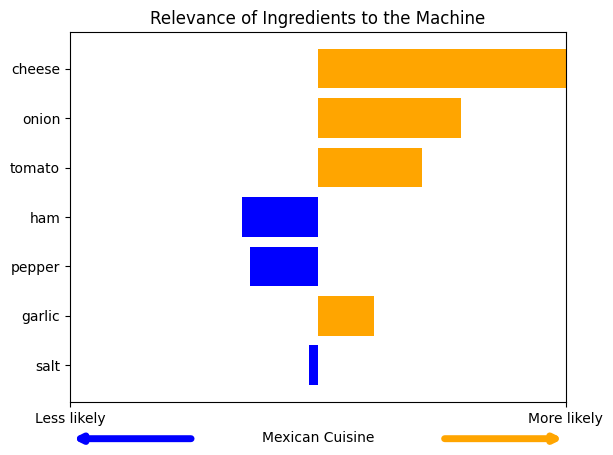 Relevance of Ingredients to the Machine
cheese
onion
tomato
ham
pepper
garlic
salt
Less likely
More likely
Mexican Cuisine